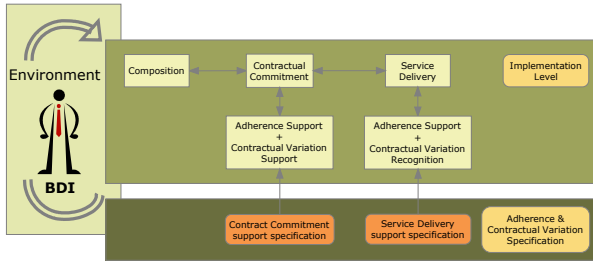 Environment
BDI
Composition
Contractual
Commitment
Service
Delivery
Implementation
Level
Adherence Support
+
Contractual Variation
Support
Adherence Support
+
Contractual Variation
Recognition
Contract Commitment
support specification
Service Delivery
support specification
Adherence &
Contractual Variation
Specification